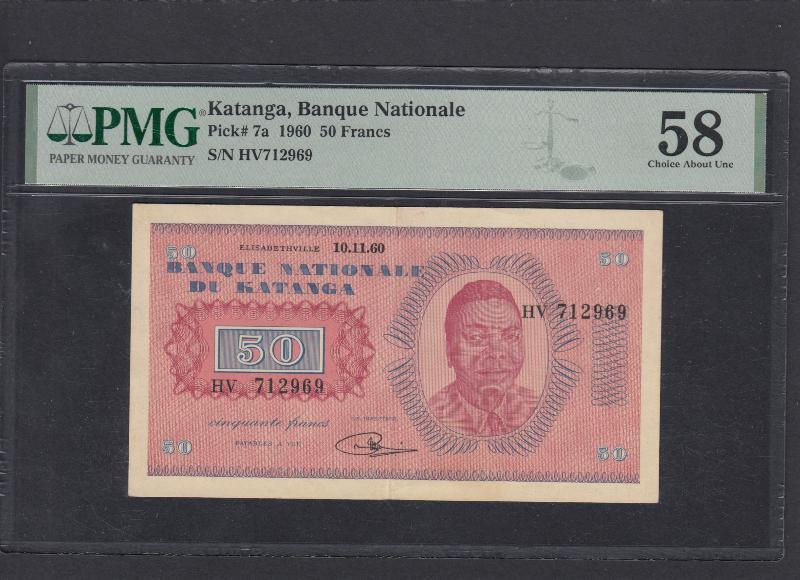 PMG®
PAPER MONEY GUARANTY
Katanga, Banque Nationale
Pick# 7a 1960 50 Francs
S/N HV712969
58
Choice About Unc
50
ELISABETHVILLE 10.11.60
50
BANQUE NATIONALE
DU KATANGA
HV 712969
50
HV 712969
cinquante francs
PAYABLES A VUE
50
50